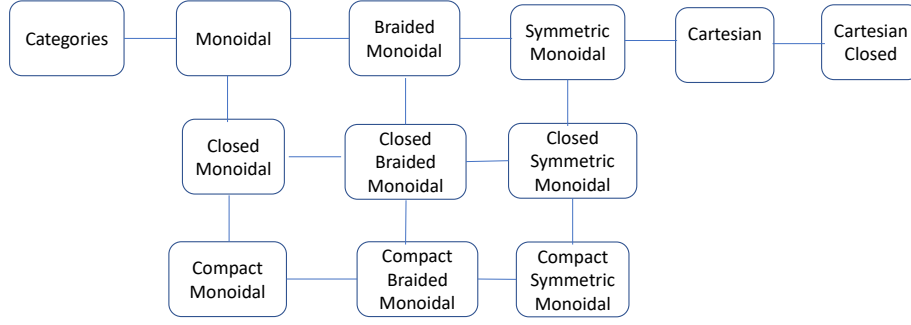 Categories
Monoidal
Braided
Monoidal
Symmetric
Monoidal
Cartesian
Cartesian
Closed
Closed
Monoidal
Closed
Braided
Monoidal
Closed
Symmetric
Monoidal
Compact
Monoidal
Compact
Braided
Monoidal
Compact
Symmetric
Monoidal